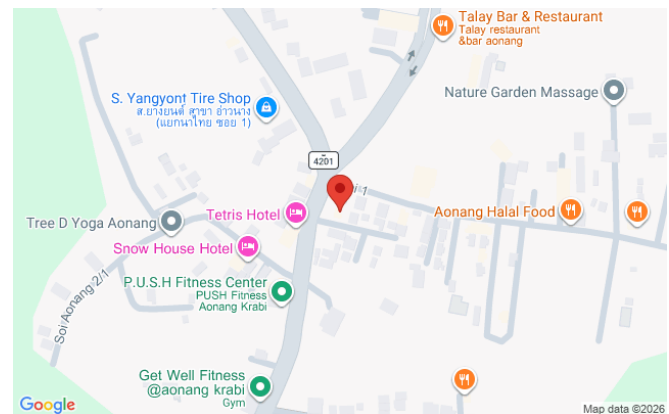 Talay Bar & Restaurant
Talay restaurant
&bar aonang
S. Yangyont Tire Shop
ส.ยางยนต์ สาขา อ่าวนาง
(แยกนาไทย ซอย 1)
Nature Garden Massage
4201
1
Tetris Hotel
Aonang Halal Food
Tree D Yoga Aonang
Snow House Hotel
P.U.S.H Fitness Center
PUSH Fitness
Aonang Krabi
Soi Aonang 2/1
Get Well Fitness
@aonang krabi
Gym
Google
Map data ©2026